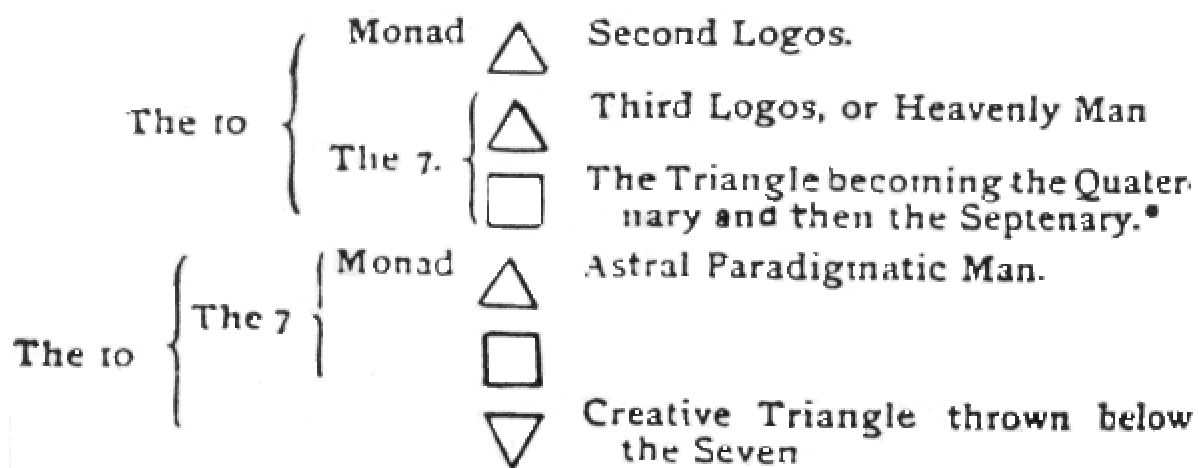 Monad Second Logos.
The 10
Third Logos, or Heavenly Man
The 7.
The Triangle becoming the Quater-
nary and then the Septenary.*
Monad Astral Paradigmatic Man.
The 7
The 10
Creative Triangle thrown below
the Seven